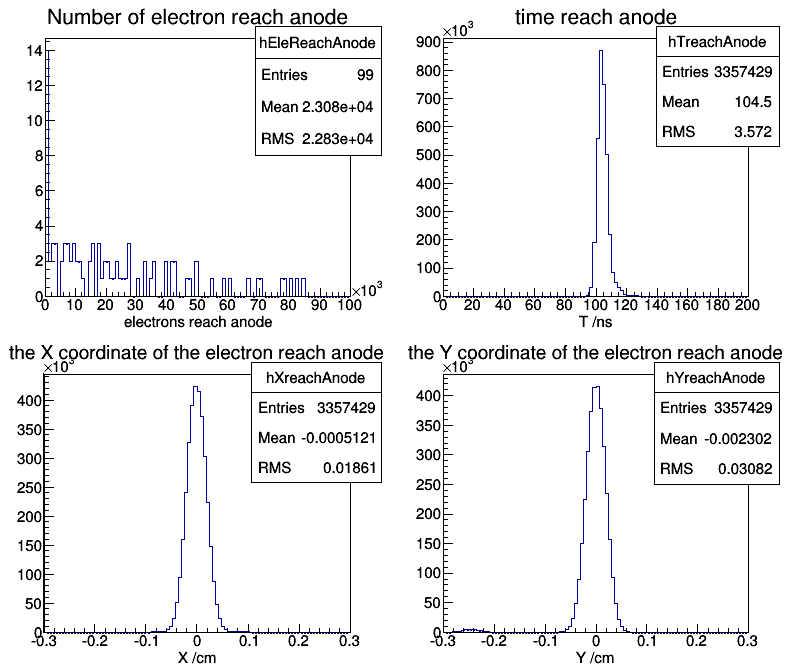 Number of electron reach anode
hEleReachAnode
Entries 99
Mean 2.308e+04
RMS 2.283e+04
14
12
10
8
6
4
2
0
0 10 20 30 40 50 60 70 80 90 100
×10³
electrons reach anode
time reach anode
×10³
hTreachAnode
Entries 3357429
Mean 104.5
RMS 3.572
900
800
700
600
500
400
300
200
100
0
0 20 40 60 80 100 120 140 160 180 200
T /ns
the X coordinate of the electron reach anode
×10³
hXreachAnode
Entries 3357429
Mean -0.0005121
RMS 0.01861
400
350
300
250
200
150
100
50
0
-0.3 -0.2 -0.1 0 0.1 0.2 0.3
X /cm
the Y coordinate of the electron reach anode
×10³
hYreachAnode
Entries 3357429
Mean -0.002302
RMS 0.03082
400
350
300
250
200
150
100
50
0
-0.3 -0.2 -0.1 0 0.1 0.2 0.3
Y /cm